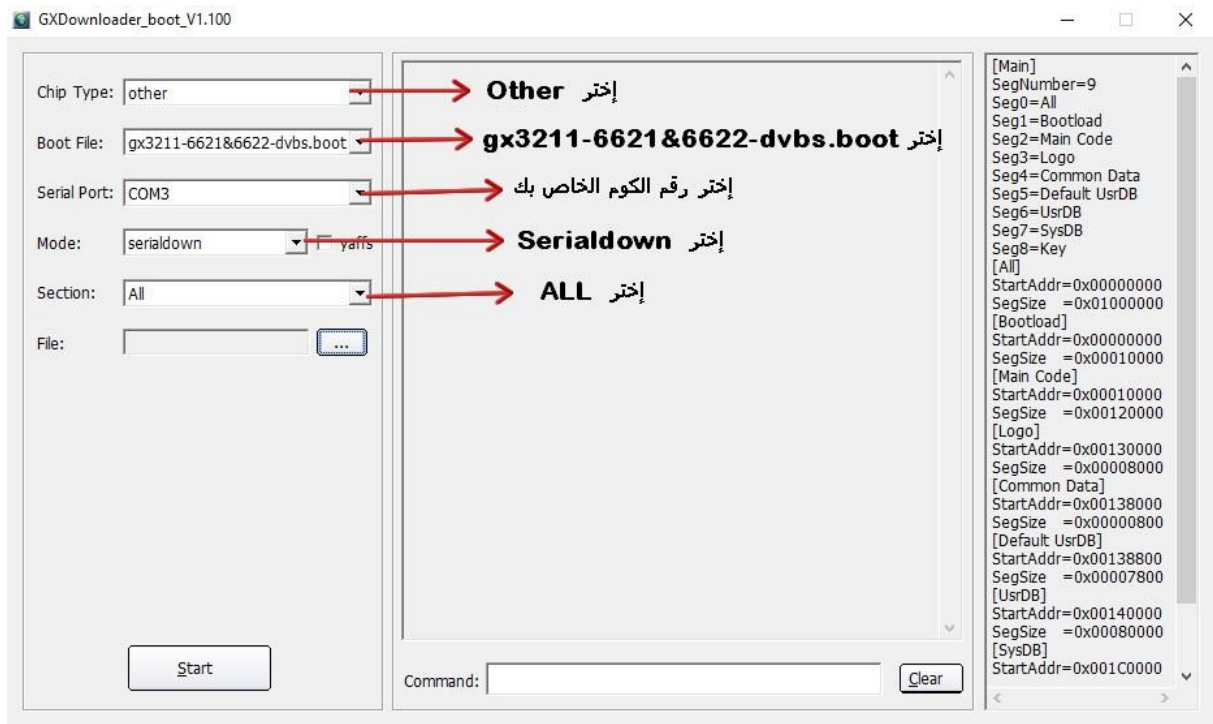 GXDownloader_boot_V1.100
Chip Type: other
إختر Other
Boot File: gx3211-6621&6622-dvbs.boot
إختر gx3211-6621&6622-dvbs.boot
Serial Port: COM3
إختر رقم الكوم الخاص بك
Mode: serialdown yaffs
إختر Serialdown
Section: All
إختر ALL
File: ...
Start
Command:
Clear
[Main]
SegNumber=9
Seg0=All
Seg1=Bootload
Seg2=Main Code
Seg3=Logo
Seg4=Common Data
Seg5=Default UsrDB
Seg6=UsrDB
Seg7=SysDB
Seg8=Key
[All]
StartAddr=0x00000000
SegSize =0x01000000
[Bootload]
StartAddr=0x00000000
SegSize =0x00010000
[Main Code]
StartAddr=0x00010000
SegSize =0x00120000
[Logo]
StartAddr=0x00130000
SegSize =0x00008000
[Common Data]
StartAddr=0x00138000
SegSize =0x00000800
[Default UsrDB]
StartAddr=0x00138800
SegSize =0x00007800
[UsrDB]
StartAddr=0x00140000
SegSize =0x00080000
[SysDB]
StartAddr=0x001C0000